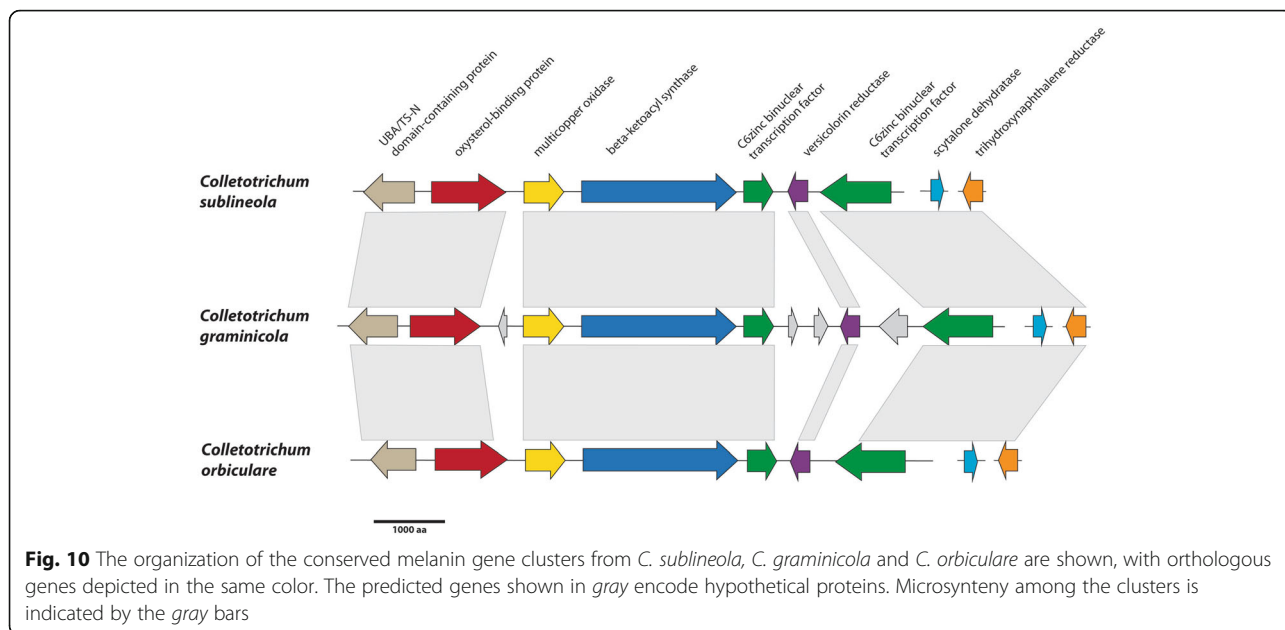 UBA/TS-N
domain-containing protein
oxysterol-binding protein
multicopper oxidase
beta-ketoacyl synthase
C6zinc binuclear
transcription factor
versicolorin reductase
C6zinc binuclear
transcription factor
scytalone dehydratase
trihydroxynaphthalene reductase
Colletotrichum
sublineola
Colletotrichum
graminicola
Colletotrichum
orbiculare
1000 aa
Fig. 10 The organization of the conserved melanin gene clusters from C. sublineola, C. graminicola and C. orbiculare are shown, with orthologous
genes depicted in the same color. The predicted genes shown in gray encode hypothetical proteins. Microsynteny among the clusters is
indicated by the gray bars